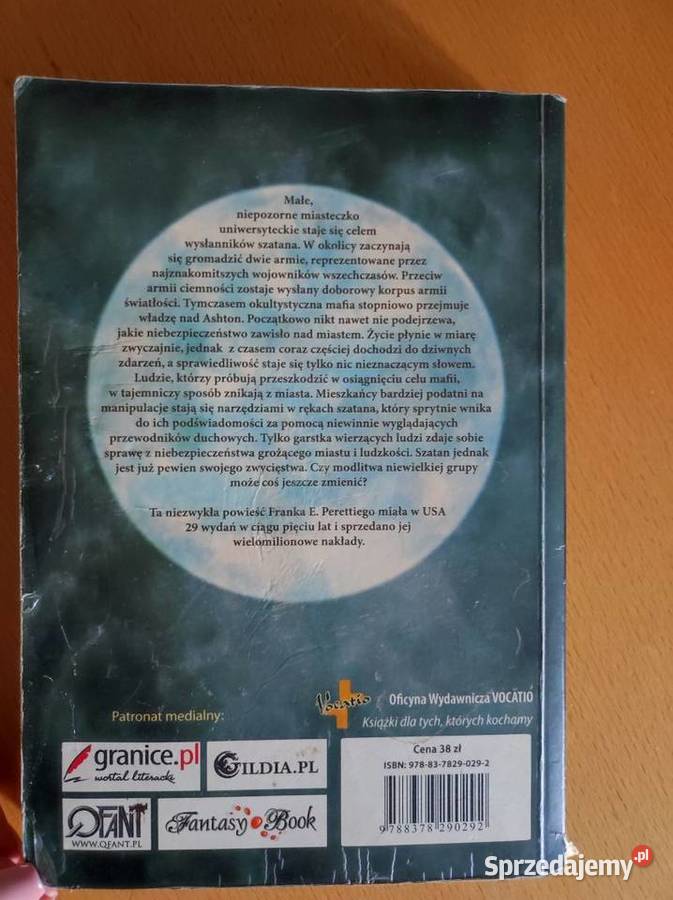 Małe,
niepozorne miasteczko
uniwersyteckie staje się celem
wysłanników szatana. W okolicy zaczynają
się gromadzić dwie armie, reprezentowane przez
najznakomitszych wojowników wszechczasów. Przeciw
armii ciemności zostaje wysłany doborowy korpus armii
światłości. Tymczasem okultystyczna mafia stopniowo przejmuje
władzę nad Ashton. Początkowo nikt nawet nie podejrzewa,
jakie niebezpieczeństwo zawisło nad miastem. Życie płynie w miarę
zwyczajnie, jednak z czasem coraz częściej dochodzi do dziwnych
zdarzeń, a sprawiedliwość staje się tylko nic nieznaczącym słowem.
Ludzie, którzy próbują przeszkodzić w osiągnięciu celu mafii,
w tajemniczy sposób znikają z miasta. Mieszkańcy bardziej podatni na
manipulacje stają się narzędziami w rękach szatana, który sprytnie wnika
do ich podświadomości za pomocą niewinnie wyglądających
przewodników duchowych. Tylko garstka wierzących ludzi zdaje sobie
sprawę z niebezpieczeństwa grożącego miastu i ludzkości. Szatan jednak
jest już pewien swojego zwycięstwa. Czy modlitwa niewielkiej grupy
może coś jeszcze zmienić?
Ta niezwykła powieść Franka E. Perettiego miała w USA
29 wydań w ciągu pięciu lat i sprzedano jej
wielomilionowe nakłady.
Vocatio
Oficyna Wydawnicza VOCATIO
Książki dla tych, których kochamy
Patronat medialny:
granice.pl
wortal literacki
GILDIA.PL
QFANT
WWW.QFANT.PL
Fantasy Book
Cena 38 zł
ISBN: 978-83-7829-029-2
9788378290292
Sprzedajemy.pl